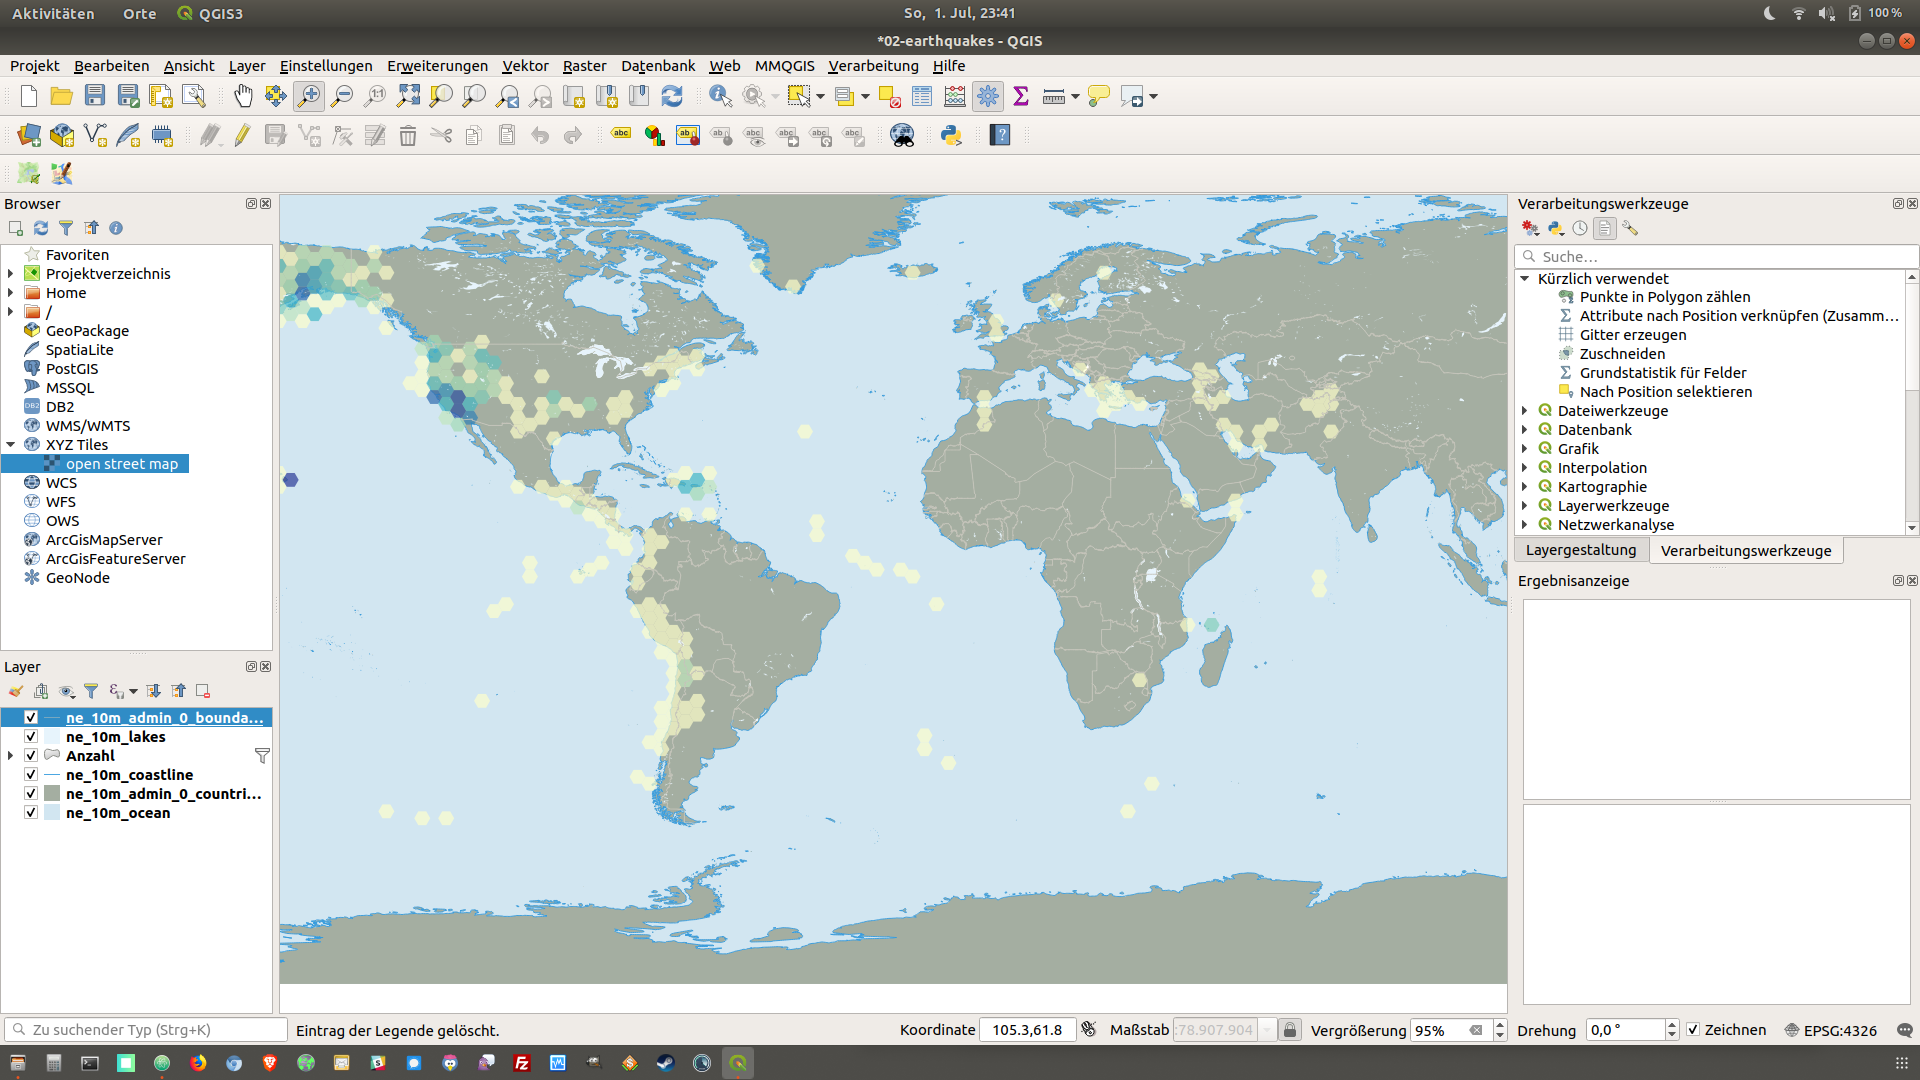 Aktivitäten Orte QGIS3 So, 1. Jul, 23:41 100 %
*02-earthquakes - QGIS
Projekt Bearbeiten Ansicht Layer Einstellungen Erweiterungen Vektor Raster Datenbank Web MMQGIS Verarbeitung Hilfe
Browser
Favoriten
Projektverzeichnis
Home
/
GeoPackage
SpatiaLite
PostGIS
MSSQL
DB2
WMS/WMTS
XYZ Tiles
open street map
WCS
WFS
OWS
ArcGisMapServer
ArcGisFeatureServer
GeoNode
Layer
ne_10m_admin_0_bounda...
ne_10m_lakes
Anzahl
ne_10m_coastline
ne_10m_admin_0_countri...
ne_10m_ocean
Verarbeitungswerkzeuge
Suche...
Kürzlich verwendet
Punkte in Polygon zählen
Attribute nach Position verknüpfen (Zusamm...
Gitter erzeugen
Zuschneiden
Grundstatistik für Felder
Nach Position selektieren
Dateiwerkzeuge
Datenbank
Grafik
Interpolation
Kartographie
Layerwerkzeuge
Netzwerkanalyse
Layergestaltung Verarbeitungswerkzeuge
Ergebnisanzeige
Zu suchender Typ (Strg+K) Eintrag der Legende gelöscht. Koordinate 105.3,61.8 Maßstab :78.907.904 Vergrößerung 95% Drehung 0,0 ° Zeichnen EPSG:4326